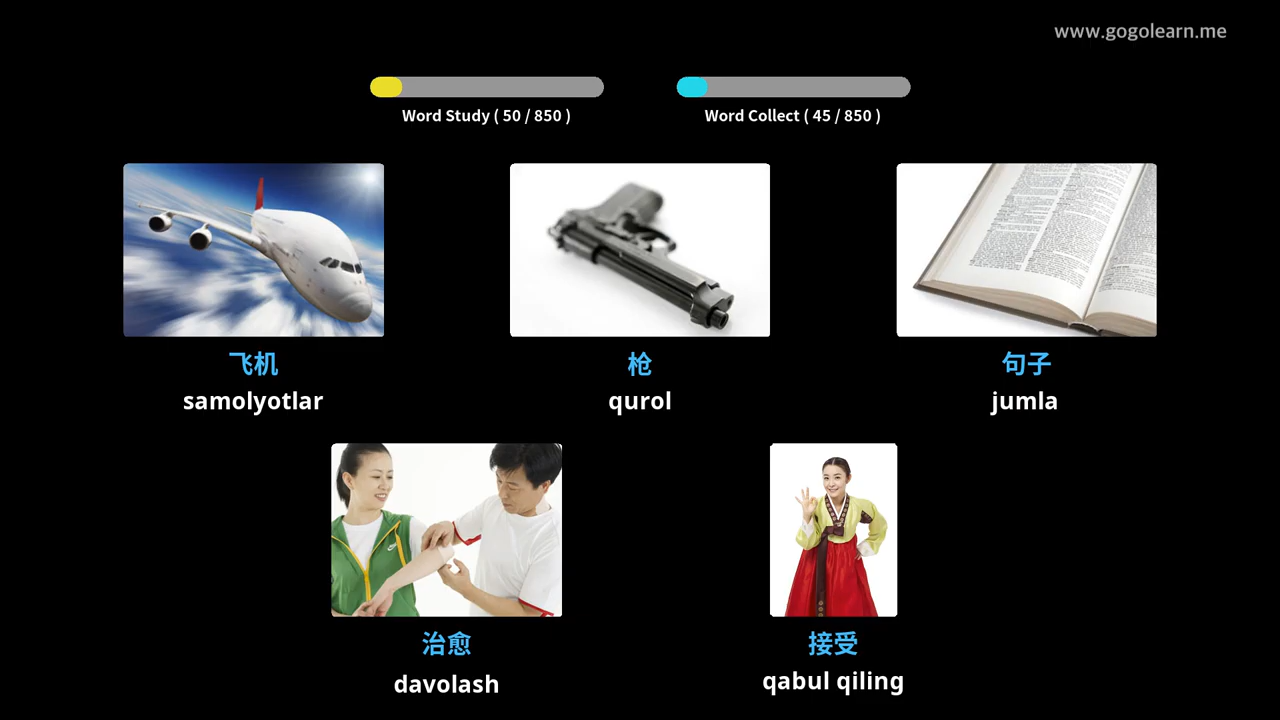 www.gogolearn.me
Word Study ( 50 / 850 )
Word Collect ( 45 / 850 )
飞机
samolyotlar
枪
qurol
句子
jumla
治愈
davolash
接受
qabul qiling